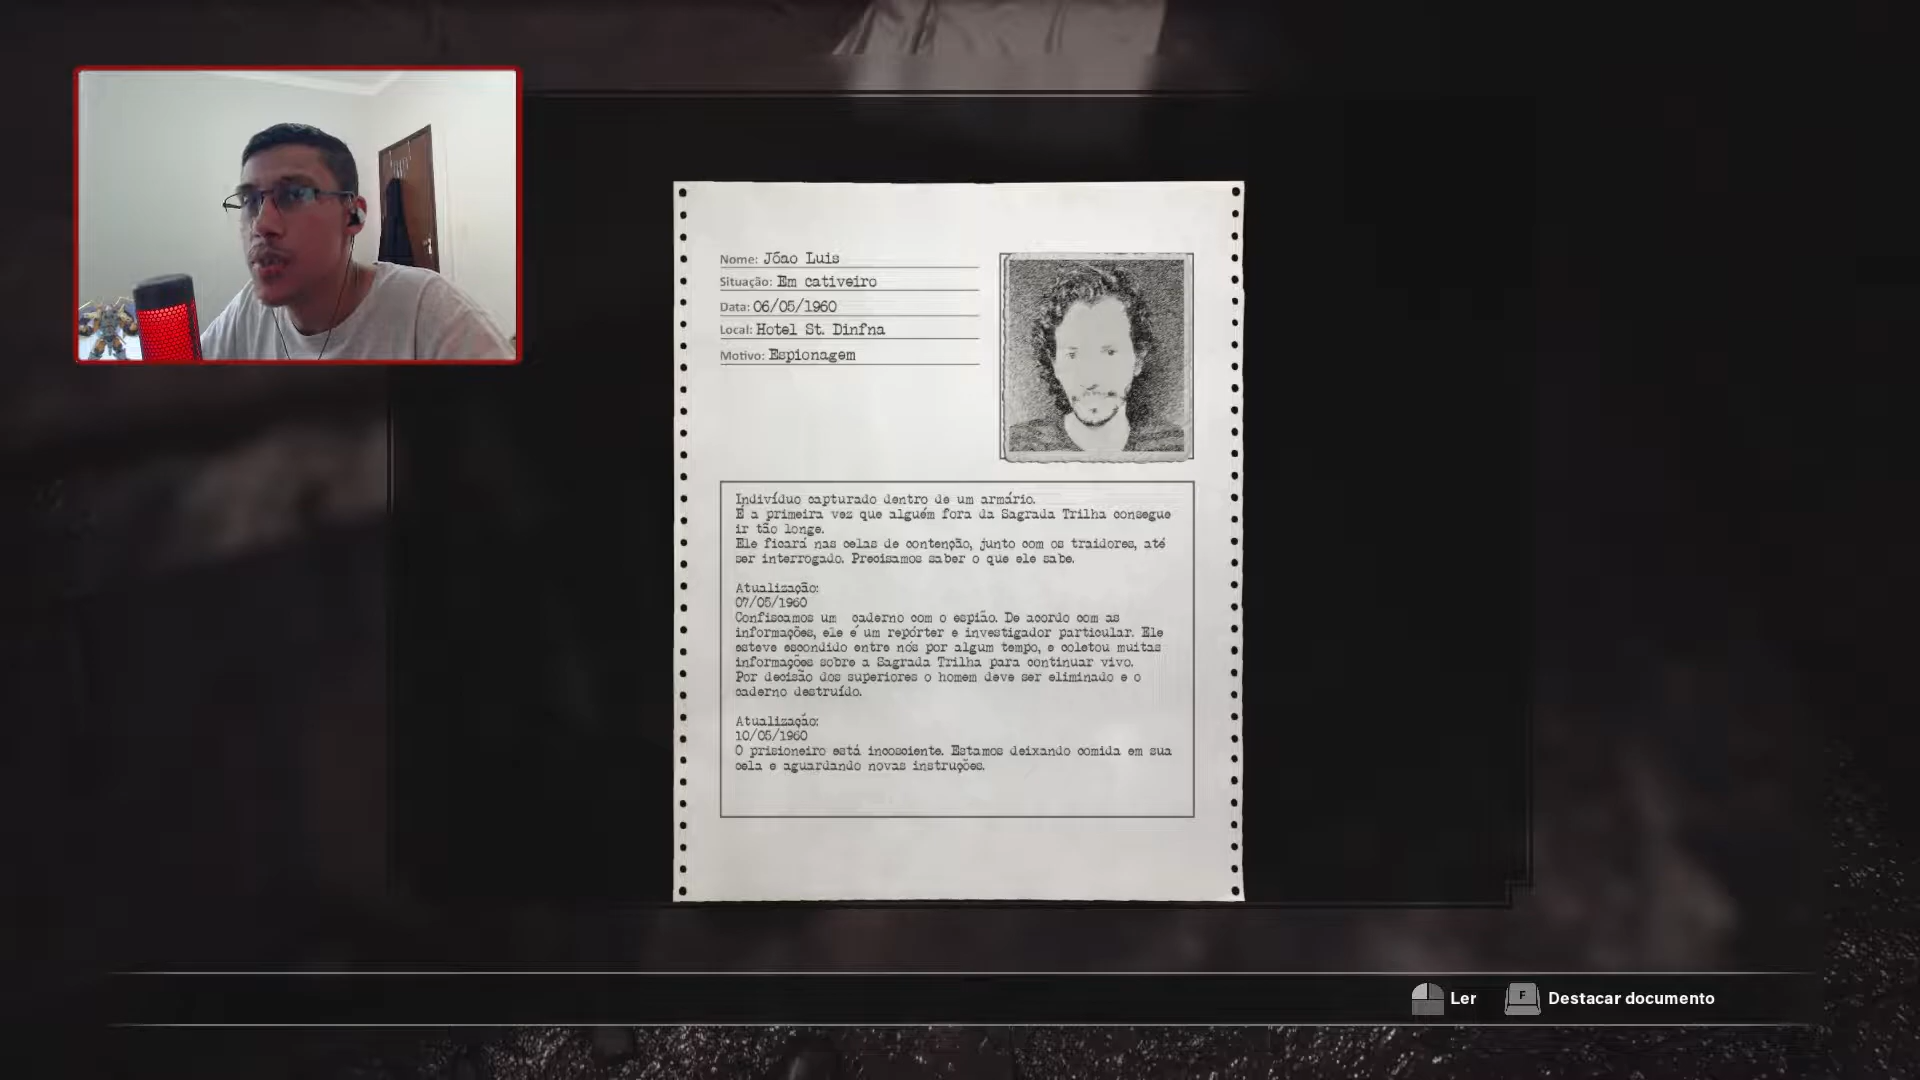 Nome: Jóao Luis
Situação: Em cativeiro
Data: 06/05/1960
Local: Hotel St. Dinfna
Motivo: Espionagem
Indivíduo capturado dentro de um armário.
É a primeira vez que alguém fora da Sagrada Trilha consegue
ir tão longe.
Ele ficará nas celas de contenção, junto com os traidores, até
ser interrogado. Precisamos saber o que ele sabe.
Atualização:
07/05/1960
Confiscamos um caderno com o espião. De acordo com as
informações, ele é um repórter e investigador particular. Ele
esteve escondido entre nós por algum tempo, e coletou muitas
informações sobre a Sagrada Trilha para continuar vivo.
Por decisão dos superiores o homem deve ser eliminado e o
caderno destruído.
Atualização:
10/05/1960
O prisioneiro está incosciente. Estamos deixando comida em sua
cela e aguardando novas instruções.
Ler
F
Destacar documento